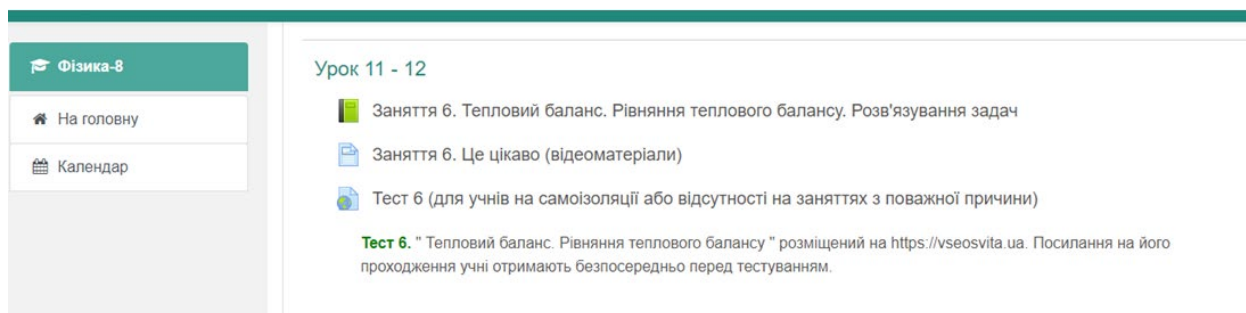 Фізика-8
На головну
Календар
Урок 11 - 12
Заняття 6. Тепловий баланс. Рівняння теплового балансу. Розв'язування задач
Заняття 6. Це цікаво (відеоматеріали)
Тест 6 (для учнів на самоізоляції або відсутності на заняттях з поважної причини)
Тест 6. " Тепловий баланс. Рівняння теплового балансу " розміщений на https://vseosvita.ua. Посилання на його
проходження учні отримають безпосередньо перед тестуванням.